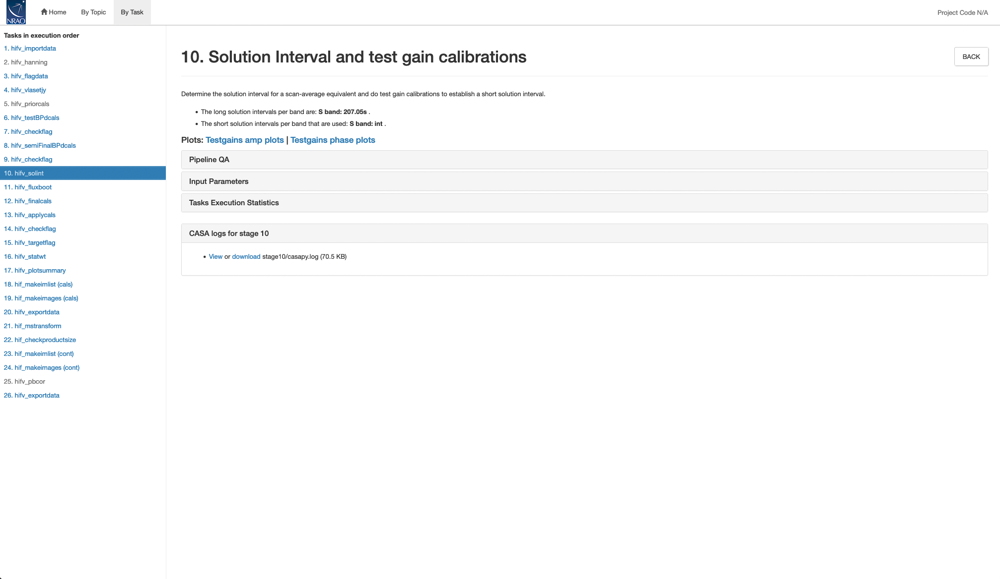 NRAO
Home
By Topic
By Task
Project Code N/A
Tasks in execution order
1. hifv_importdata
2. hifv_hanning
3. hifv_flagdata
4. hifv_vlasetjy
5. hifv_priorcals
6. hifv_testBPdcals
7. hifv_checkflag
8. hifv_semiFinalBPdcals
9. hifv_checkflag
10. hifv_solint
11. hifv_fluxboot
12. hifv_finalcals
13. hifv_applycals
14. hifv_checkflag
15. hifv_targetflag
16. hifv_statwt
17. hifv_plotsummary
18. hif_makeimlist (cals)
19. hif_makeimages (cals)
20. hifv_exportdata
21. hif_mstransform
22. hif_checkproductsize
23. hif_makeimlist (cont)
24. hif_makeimages (cont)
25. hifv_pbcor
26. hifv_exportdata
10. Solution Interval and test gain calibrations
BACK
Determine the solution interval for a scan-average equivalent and do test gain calibrations to establish a short solution interval.
• The long solution intervals per band are: S band: 207.05s .
• The short solution intervals per band that are used: S band: int .
Plots: Testgains amp plots | Testgains phase plots
Pipeline QA
Input Parameters
Tasks Execution Statistics
CASA logs for stage 10
• View or download stage10/casapy.log (70.5 KB)